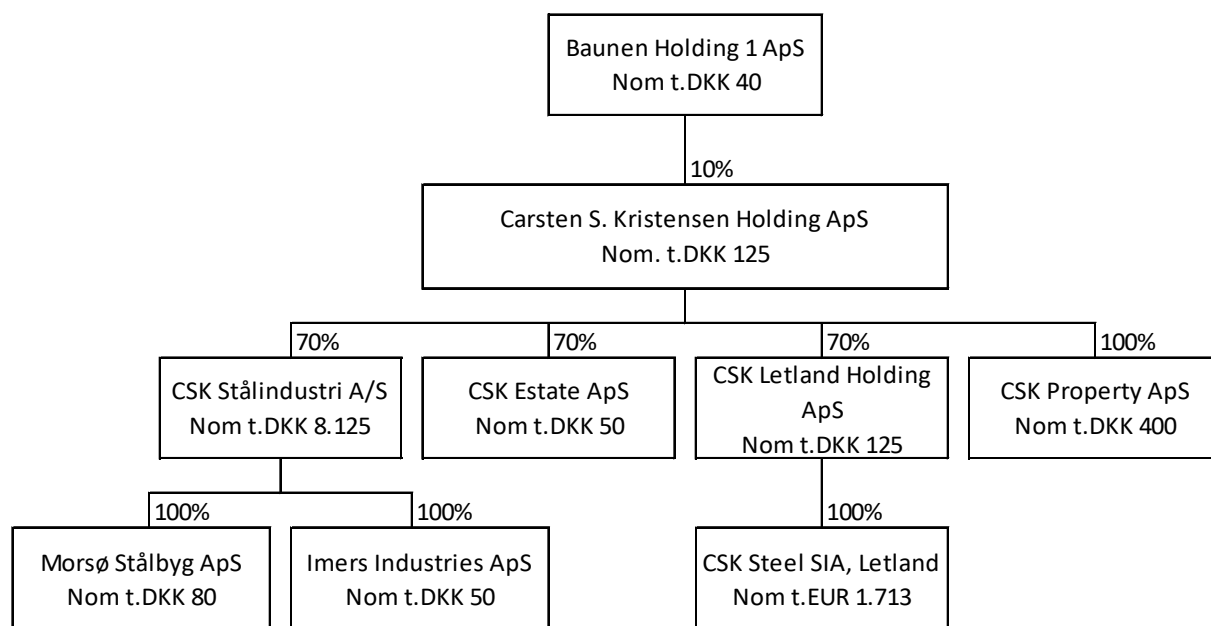 Baunen Holding 1 ApS
Nom t.DKK 40
10%
Carsten S. Kristensen Holding ApS
Nom. t.DKK 125
70%
70%
70%
100%
CSK Stålindustri A/S
Nom t.DKK 8.125
CSK Estate ApS
Nom t.DKK 50
CSK Letland Holding
ApS
Nom t.DKK 125
CSK Property ApS
Nom t.DKK 400
100%
100%
100%
Morsø Stålbyg ApS
Nom t.DKK 80
Imers Industries ApS
Nom t.DKK 50
CSK Steel SIA, Letland
Nom t.EUR 1.713